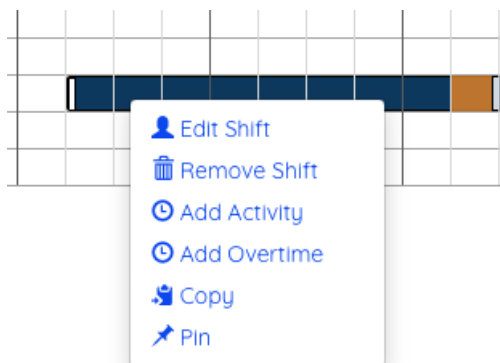 Edit Shift
Remove Shift
Add Activity
Add Overtime
Copy
Pin